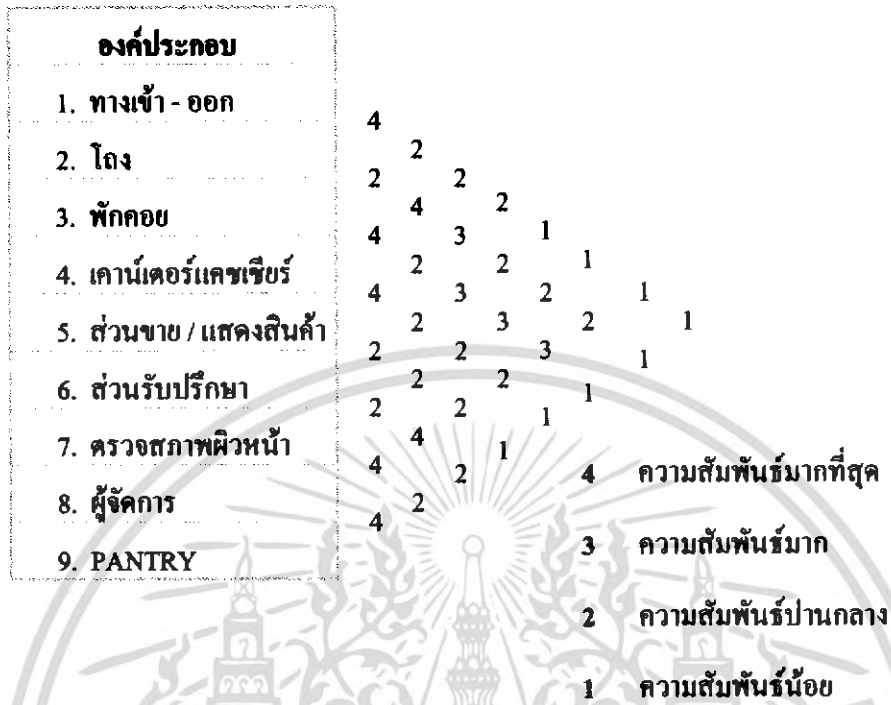 องค์ประกอบ
1. ทางเข้า - ออก
4
2
2. โถง
2 2
4 2
3. พักคอย
4 3 1
2 2 1
4. เคาน์เตอร์แคชเชียร์
4 3 2 1
2 3 2 1
5. ส่วนขาย / แสดงสินค้า
2 2 3 1
2 2 1
6. ส่วนรับปรึกษา
2 2 1
4 1
7. ตรวจสภาพผิวหน้า
4 2 4 ความสัมพันธ์มากที่สุด
2
8. ผู้จัดการ
4
3 ความสัมพันธ์มาก
9. PANTRY
2 ความสัมพันธ์ปานกลาง
1 ความสัมพันธ์น้อย